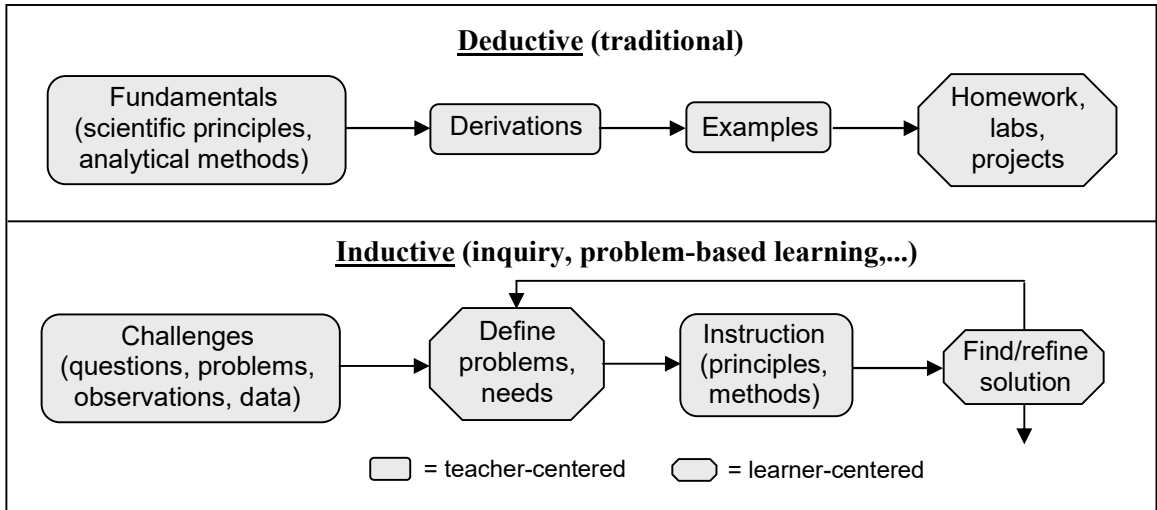 Deductive (traditional)
Fundamentals
(scientific principles,
analytical methods)
Derivations
Examples
Homework,
labs,
projects
Inductive (inquiry, problem-based learning,...)
Challenges
(questions, problems,
observations, data)
Define
problems,
needs
Instruction
(principles,
methods)
Find/refine
solution
= teacher-centered
= learner-centered